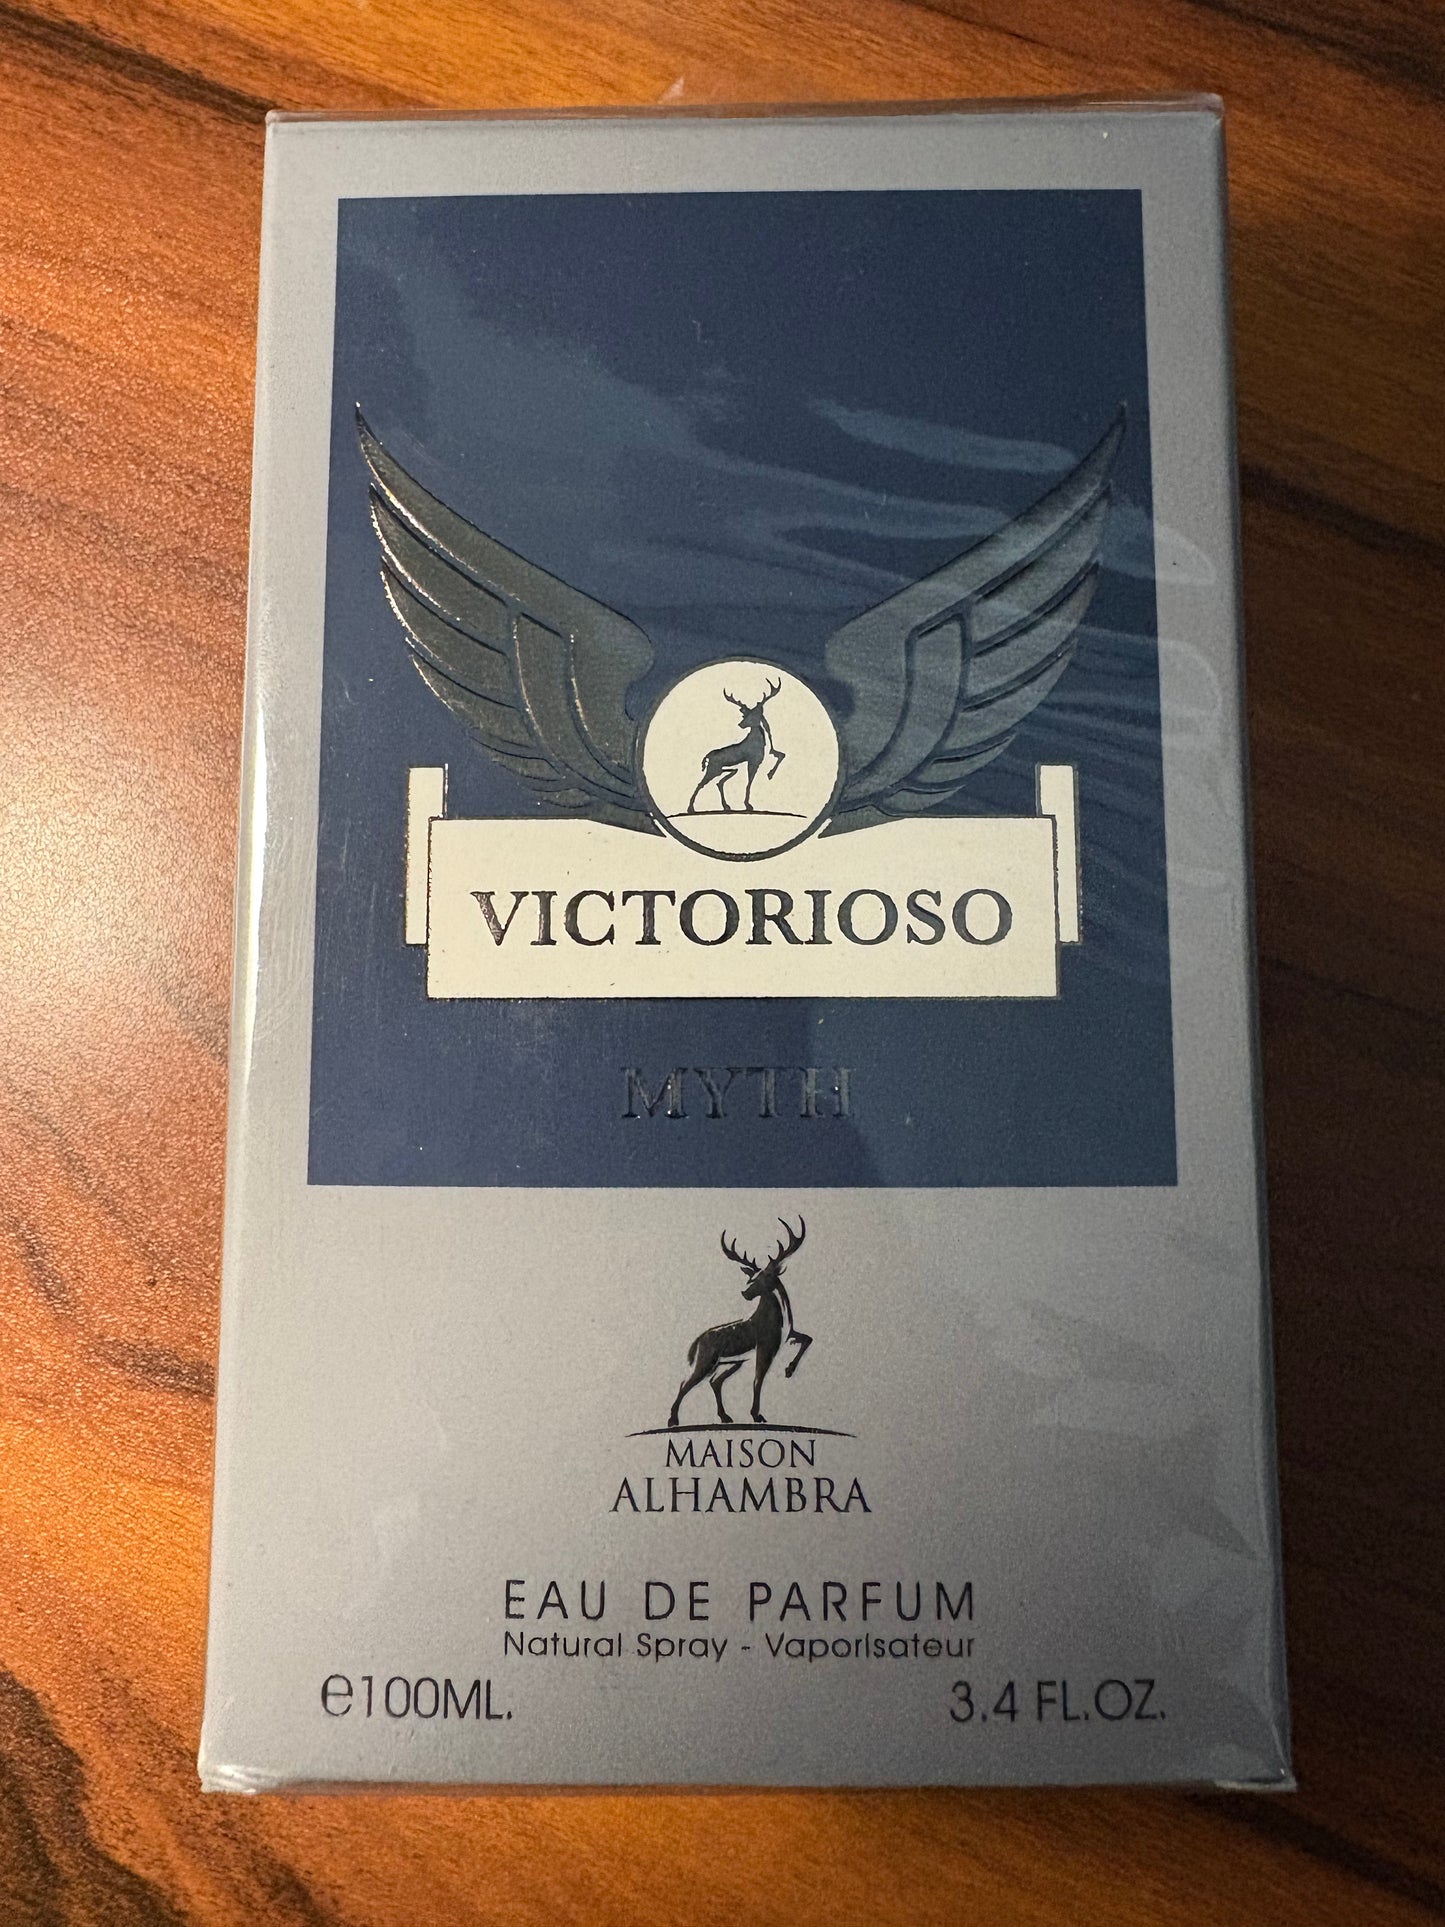 VICTORIOSO
MYTH
MAISON
ALHAMBRA
EAU DE PARFUM
Natural Spray - Vaporisateur
℮100ML. 3.4 FL.OZ.